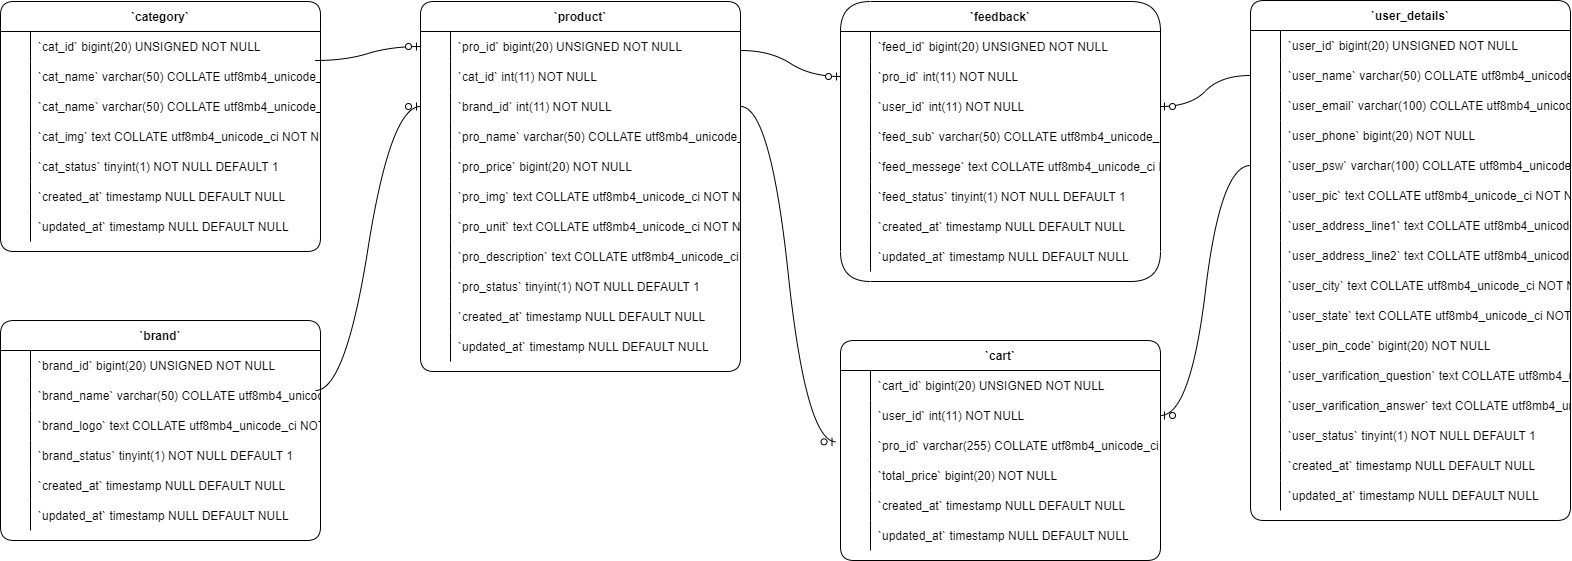 `category`
`cat_id` bigint(20) UNSIGNED NOT NULL
`cat_name` varchar(50) COLLATE utf8mb4_unicode_
`cat_name` varchar(50) COLLATE utf8mb4_unicode_
`cat_img` text COLLATE utf8mb4_unicode_ci NOT N
`cat_status` tinyint(1) NOT NULL DEFAULT 1
`created_at` timestamp NULL DEFAULT NULL
`updated_at` timestamp NULL DEFAULT NULL
`brand`
`brand_id` bigint(20) UNSIGNED NOT NULL
`brand_name` varchar(50) COLLATE utf8mb4_unico
`brand_logo` text COLLATE utf8mb4_unicode_ci NOT
`brand_status` tinyint(1) NOT NULL DEFAULT 1
`created_at` timestamp NULL DEFAULT NULL
`updated_at` timestamp NULL DEFAULT NULL
`product`
`pro_id` bigint(20) UNSIGNED NOT NULL
`cat_id` int(11) NOT NULL
`brand_id` int(11) NOT NULL
`pro_name` varchar(50) COLLATE utf8mb4_unicode_
`pro_price` bigint(20) NOT NULL
`pro_img` text COLLATE utf8mb4_unicode_ci NOT N
`pro_unit` text COLLATE utf8mb4_unicode_ci NOT N
`pro_description` text COLLATE utf8mb4_unicode_ci
`pro_status` tinyint(1) NOT NULL DEFAULT 1
`created_at` timestamp NULL DEFAULT NULL
`updated_at` timestamp NULL DEFAULT NULL
`feedback`
`feed_id` bigint(20) UNSIGNED NOT NULL
`pro_id` int(11) NOT NULL
`user_id` int(11) NOT NULL
`feed_sub` varchar(50) COLLATE utf8mb4_unicode_
`feed_messege` text COLLATE utf8mb4_unicode_ci
`feed_status` tinyint(1) NOT NULL DEFAULT 1
`created_at` timestamp NULL DEFAULT NULL
`updated_at` timestamp NULL DEFAULT NULL
`cart`
`cart_id` bigint(20) UNSIGNED NOT NULL
`user_id` int(11) NOT NULL
`pro_id` varchar(255) COLLATE utf8mb4_unicode_ci
`total_price` bigint(20) NOT NULL
`created_at` timestamp NULL DEFAULT NULL
`updated_at` timestamp NULL DEFAULT NULL
`user_details`
`user_id` bigint(20) UNSIGNED NOT NULL
`user_name` varchar(50) COLLATE utf8mb4_unicode
`user_email` varchar(100) COLLATE utf8mb4_unicod
`user_phone` bigint(20) NOT NULL
`user_psw` varchar(100) COLLATE utf8mb4_unicode
`user_pic` text COLLATE utf8mb4_unicode_ci NOT N
`user_address_line1` text COLLATE utf8mb4_unicod
`user_address_line2` text COLLATE utf8mb4_unicod
`user_city` text COLLATE utf8mb4_unicode_ci NOT N
`user_state` text COLLATE utf8mb4_unicode_ci NOT
`user_pin_code` bigint(20) NOT NULL
`user_varification_question` text COLLATE utf8mb4_
`user_varification_answer` text COLLATE utf8mb4_u
`user_status` tinyint(1) NOT NULL DEFAULT 1
`created_at` timestamp NULL DEFAULT NULL
`updated_at` timestamp NULL DEFAULT NULL